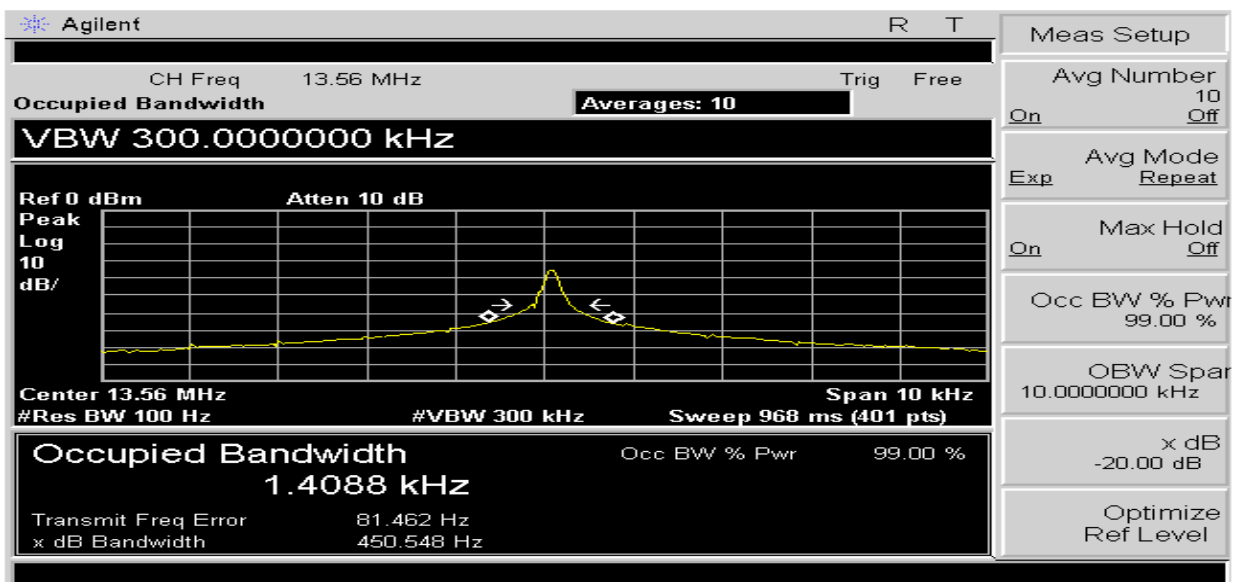 Agilent R T
CH Freq 13.56 MHz Trig Free
Occupied Bandwidth Averages: 10
VBW 300.0000000 kHz
Ref 0 dBm Atten 10 dB
Peak
Log
10
dB/
Center 13.56 MHz Span 10 kHz
#Res BW 100 Hz #VBW 300 kHz Sweep 968 ms (401 pts)
Occupied Bandwidth Occ BW % Pwr 99.00 %
1.4088 kHz
Transmit Freq Error 81.462 Hz
x dB Bandwidth 450.548 Hz
Meas Setup
Avg Number
10
On Off
Avg Mode
Exp Repeat
Max Hold
On Off
Occ BW % Pwr
99.00 %
OBW Span
10.0000000 kHz
x dB
-20.00 dB
Optimize
Ref Level